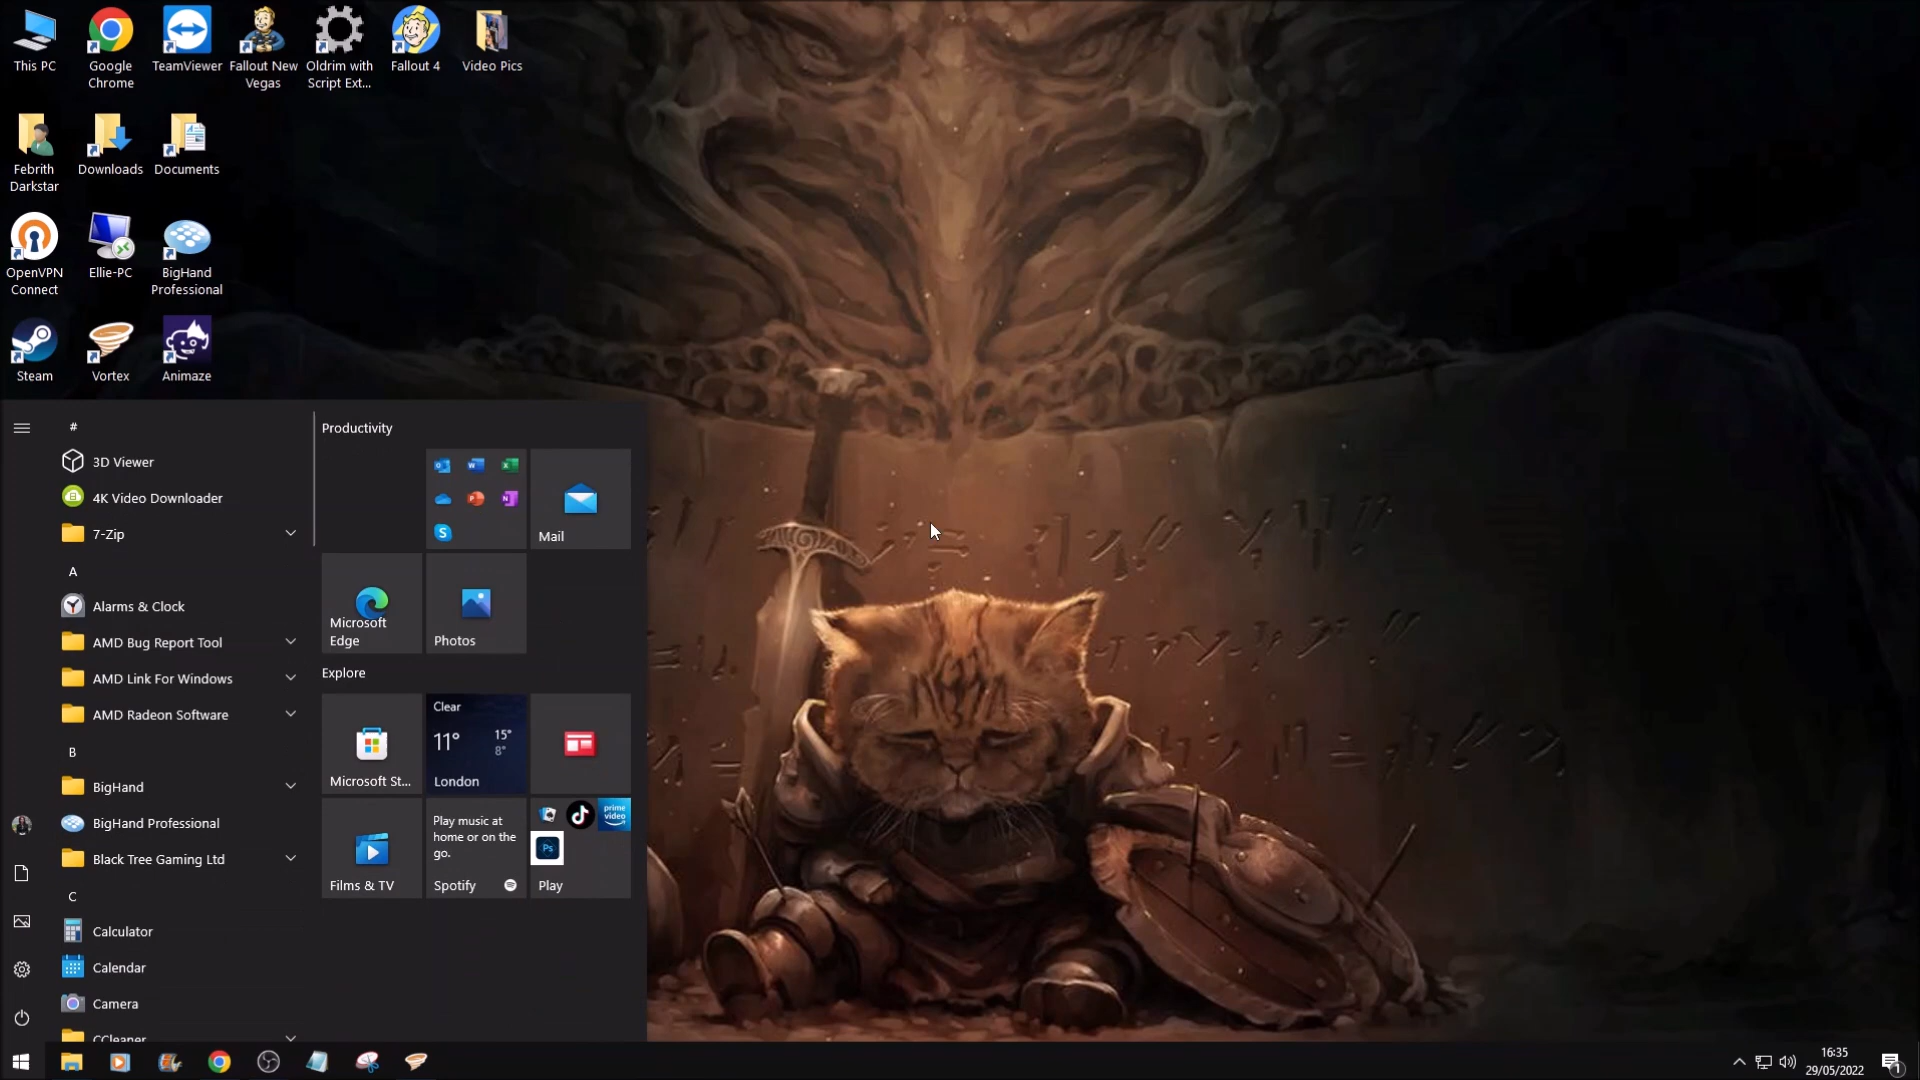 This PC
Google
Chrome
TeamViewer
Fallout New
Vegas
Oldrim with
Script Ext...
Fallout 4
Video Pics
Febrith
Darkstar
Downloads
Documents
OpenVPN
Connect
Ellie-PC
BigHand
Professional
Steam
Vortex
Animaze
#
3D Viewer
4K Video Downloader
7-Zip
A
Alarms & Clock
AMD Bug Report Tool
AMD Link For Windows
AMD Radeon Software
B
BigHand
BigHand Professional
Black Tree Gaming Ltd
C
Calculator
Calendar
Camera
CCleaner
Productivity
Mail
Microsoft
Edge
Photos
Explore
Microsoft St...
Clear
11° 15°
8°
London
Films & TV
Play music at
home or on the
go.
Spotify
prime
video
Ps
Play
16:35
29/05/2022
1